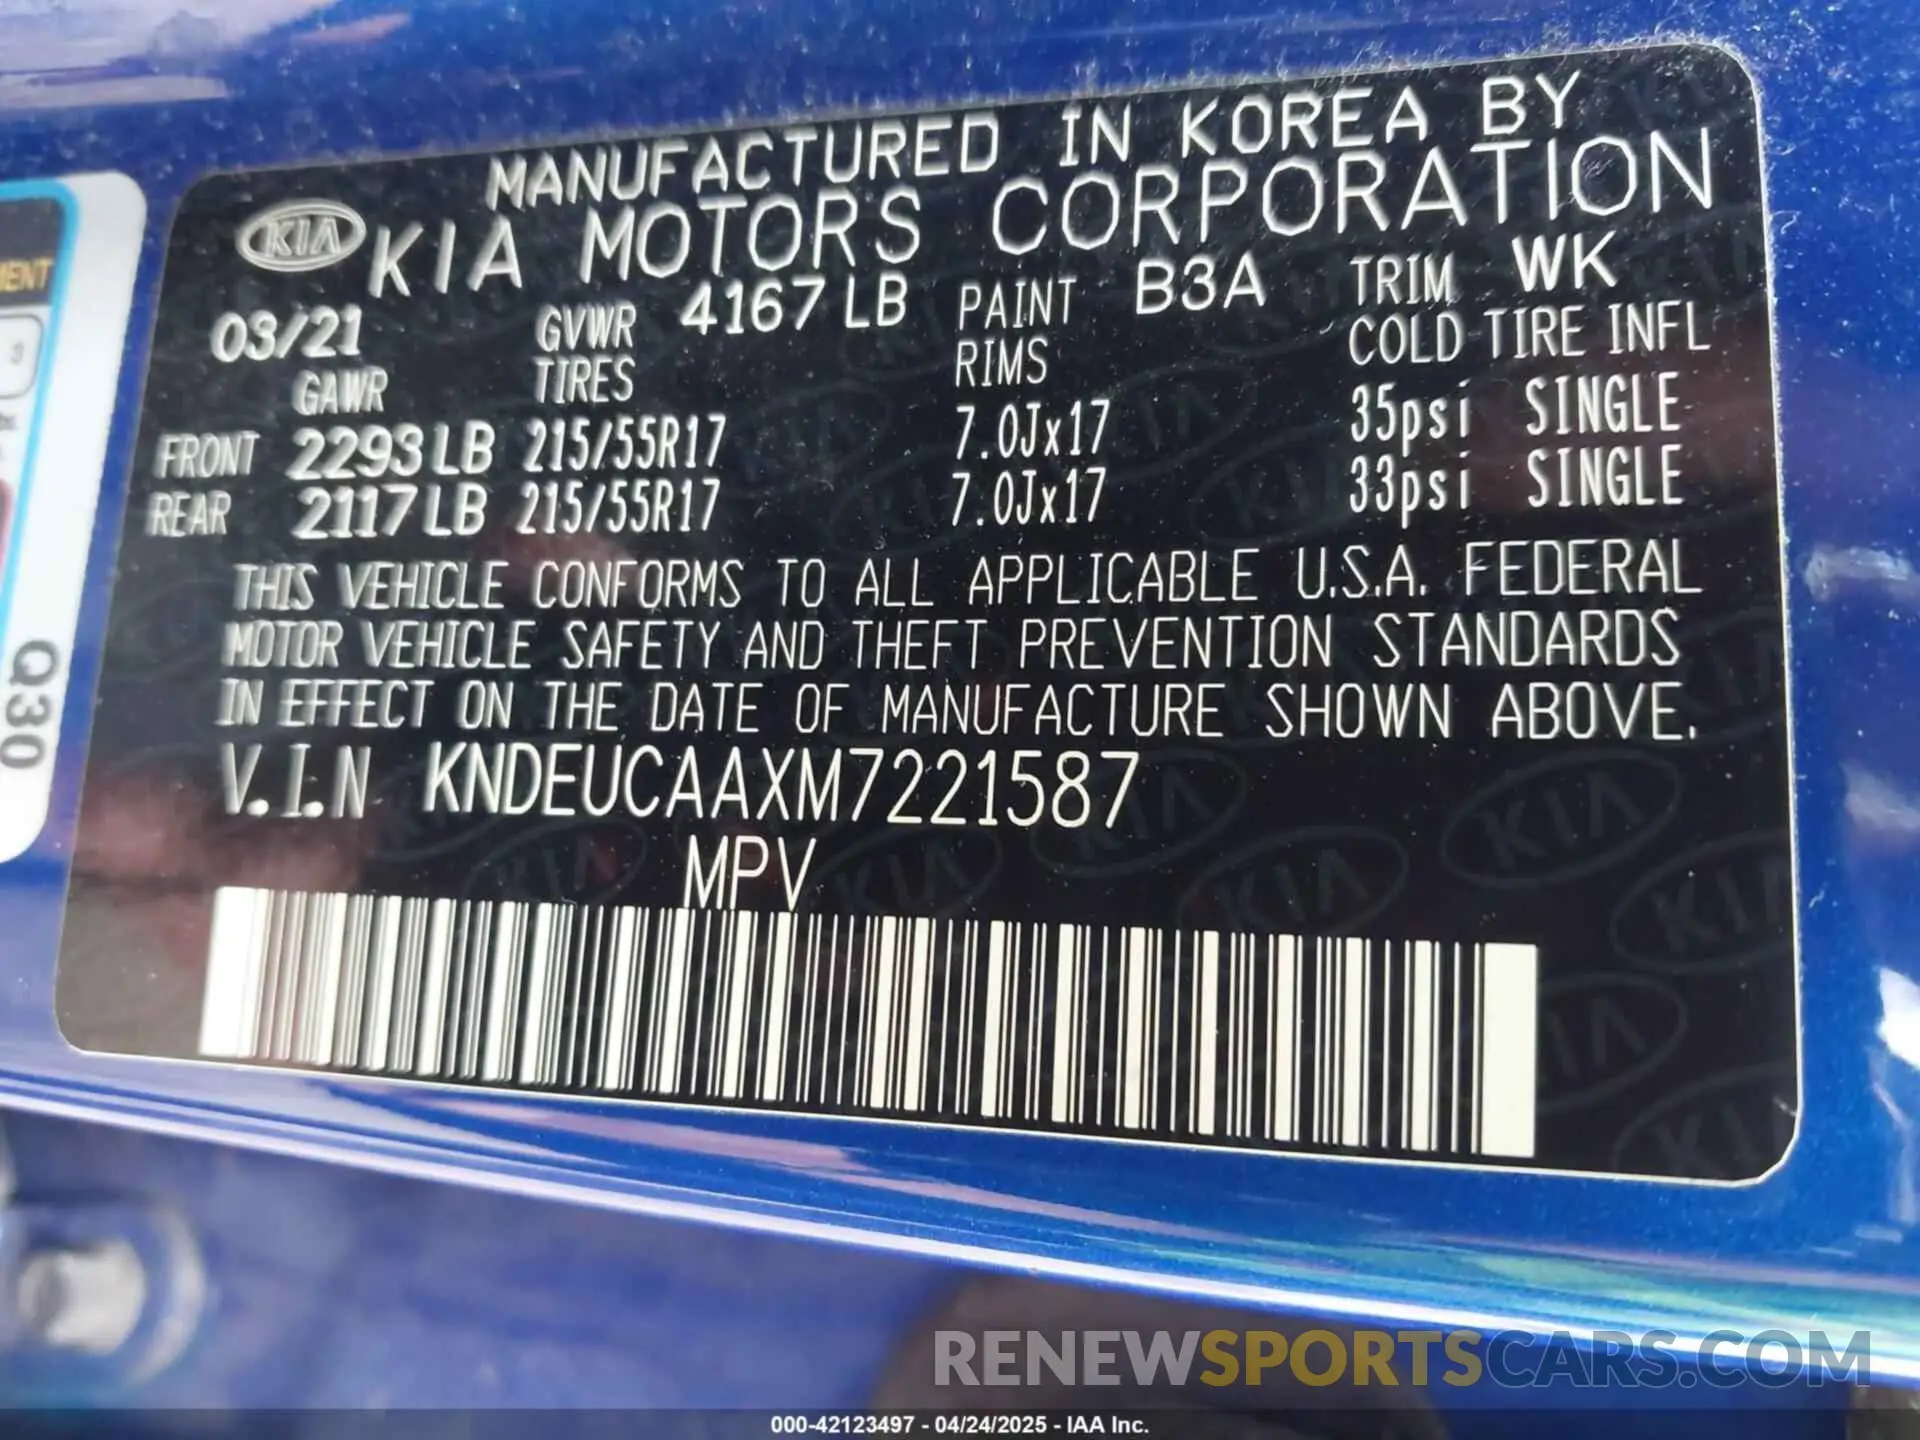 MANUFACTURED IN KOREA BY
KIA KIA MOTORS CORPORATION
03/21 GVWR 4167 LB PAINT B3A TRIM WK
GAWR TIRES RIMS COLD TIRE INFL
FRONT 2293 LB 215/55R17 7.0Jx17 35psi SINGLE
REAR 2117 LB 215/55R17 7.0Jx17 33psi SINGLE
THIS VEHICLE CONFORMS TO ALL APPLICABLE U.S.A. FEDERAL
MOTOR VEHICLE SAFETY AND THEFT PREVENTION STANDARDS
IN EFFECT ON THE DATE OF MANUFACTURE SHOWN ABOVE.
V.I.N KNDEUCAAXM7221587
MPV
Q30
RENEWSPORTSCARS.COM
000-42123497 - 04/24/2025 - IAA Inc.